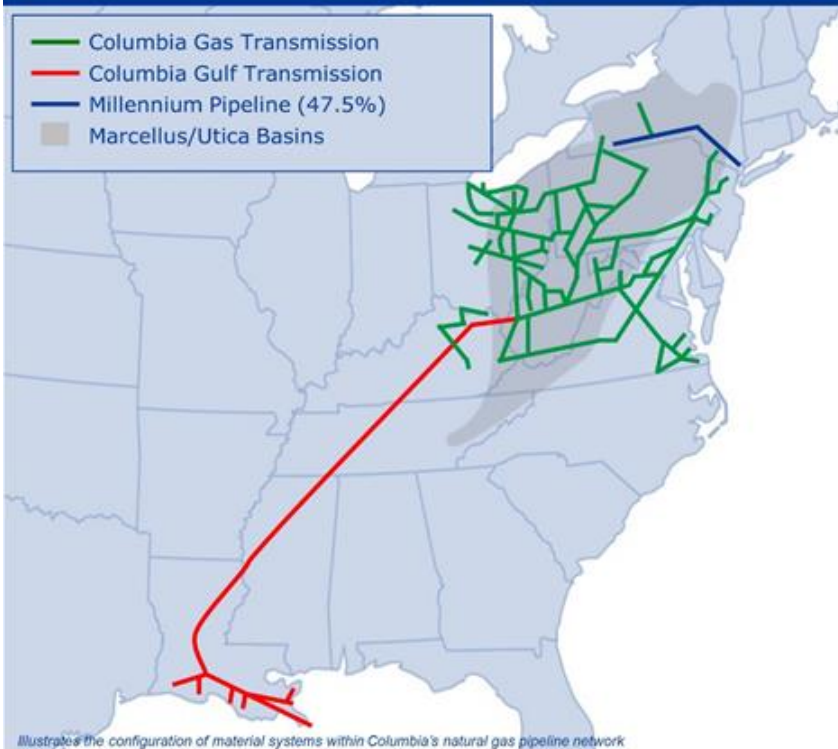 Columbia Gas Transmission
Columbia Gulf Transmission
Millennium Pipeline (47.5%)
Marcellus/Utica Basins
Illustrates the configuration of material systems within Columbia's natural gas pipeline network